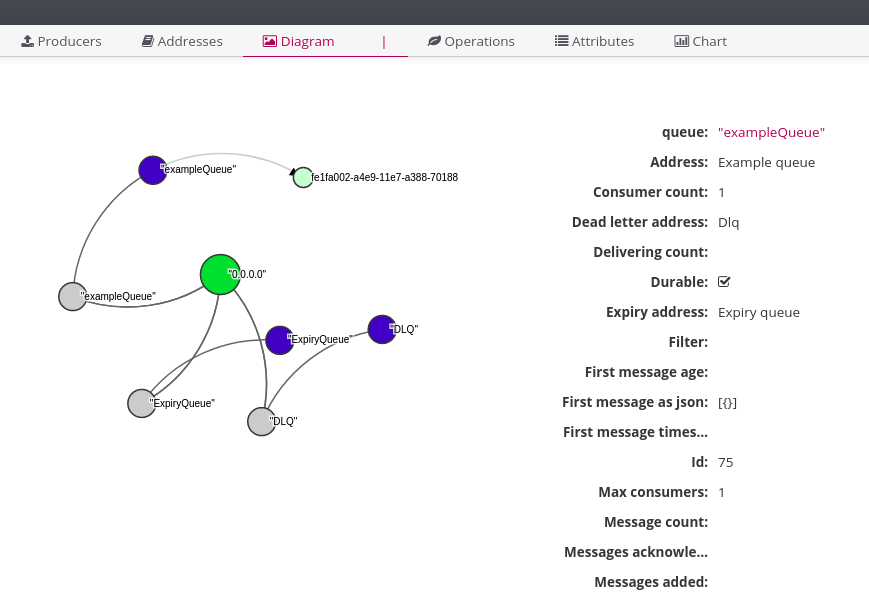 Producers Addresses Diagram | Operations Attributes Chart
"exampleQueue"
fe1fa002-a4e9-11e7-a388-70188
"0.0.0.0"
"exampleQueue"
"DLQ"
"ExpiryQueue"
"ExpiryQueue"
"DLQ"
queue: "exampleQueue"
Address: Example queue
Consumer count: 1
Dead letter address: Dlq
Delivering count:
Durable:
Expiry address: Expiry queue
Filter:
First message age:
First message as json: [{}]
First message times...
Id: 75
Max consumers: 1
Message count:
Messages acknowle...
Messages added: